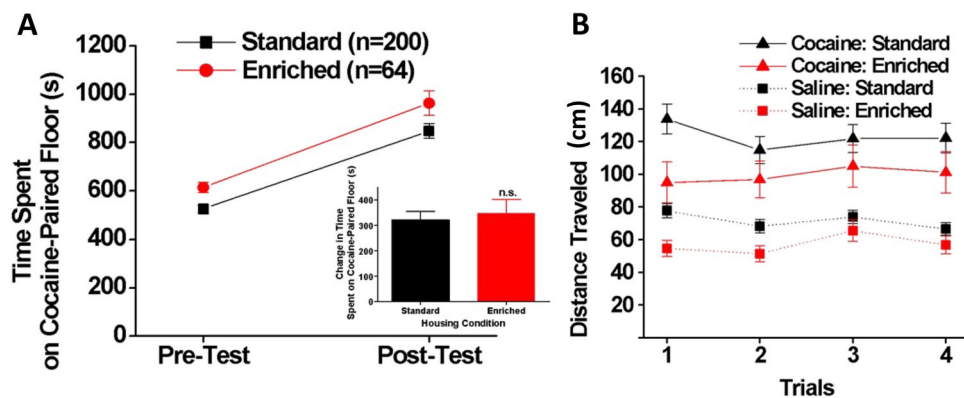 A
Standard (n=200)
Enriched (n=64)
Time Spent
on Cocaine-Paired Floor (s)
1200
1000
800
600
400
200
0
Pre-Test
Post-Test
Change in Time
Spent on Cocaine-Paired Floor (s)
400
300
200
100
0
n.s.
Standard
Enriched
Housing Condition
B
Cocaine: Standard
Cocaine: Enriched
Saline: Standard
Saline: Enriched
Distance Traveled (cm)
160
140
120
100
80
60
40
20
1
2
3
4
Trials